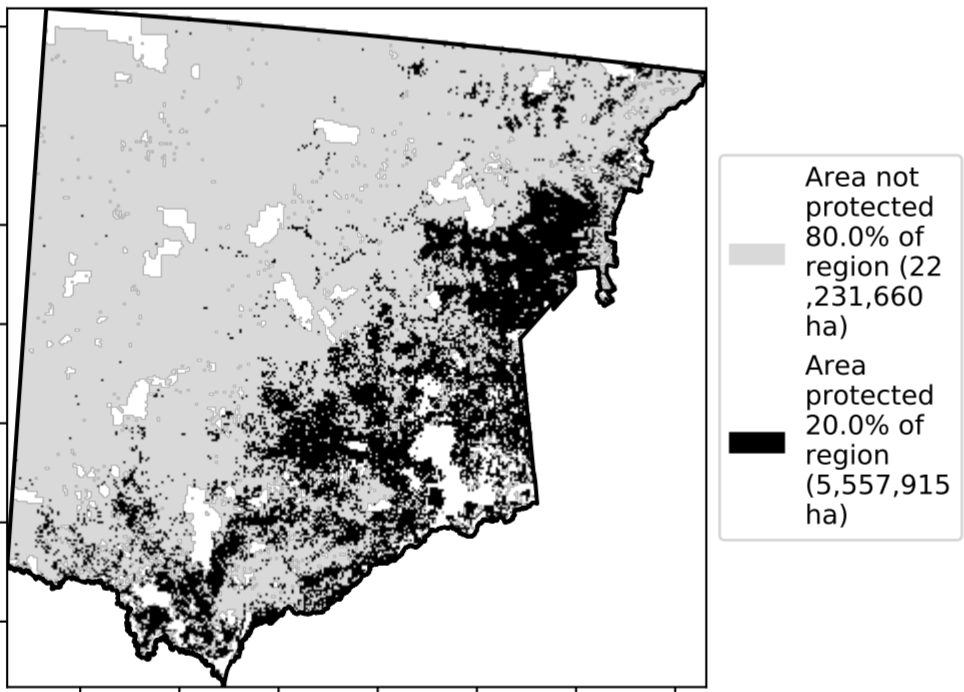 Area not
protected
80.0% of
region (22
,231,660
ha)
Area
protected
20.0% of
region
(5,557,915
ha)